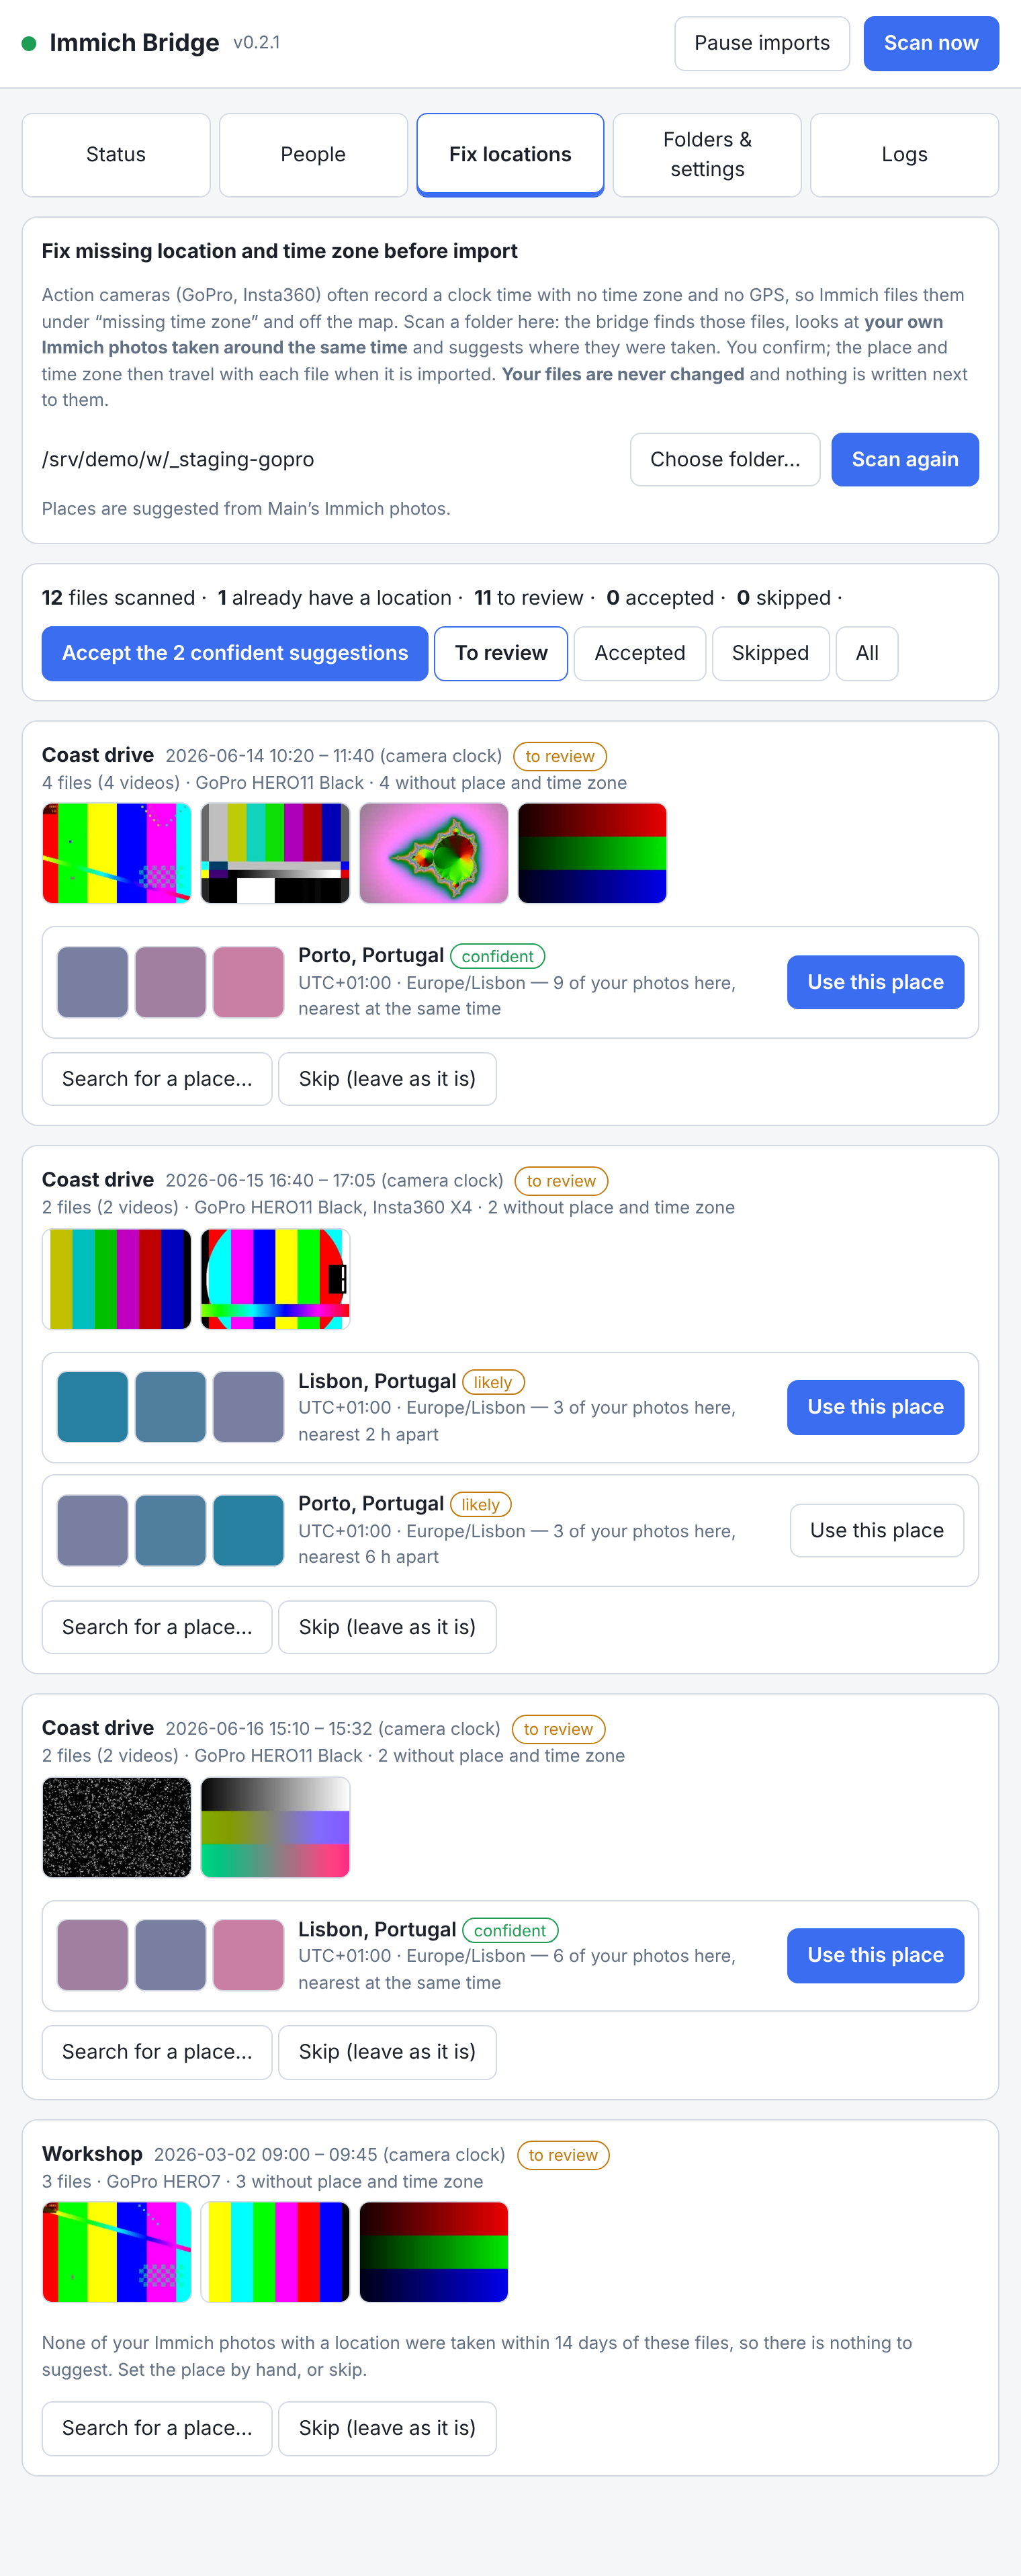 Immich Bridge v0.2.1
Pause imports
Scan now
Status
People
Fix locations
Folders &
settings
Logs
Fix missing location and time zone before import
Action cameras (GoPro, Insta360) often record a clock time with no time zone and no GPS, so Immich files them
under “missing time zone” and off the map. Scan a folder here: the bridge finds those files, looks at your own
Immich photos taken around the same time and suggests where they were taken. You confirm; the place and
time zone then travel with each file when it is imported. Your files are never changed and nothing is written next
to them.
/srv/demo/w/_staging-gopro
Choose folder...
Scan again
Places are suggested from Main’s Immich photos.
12 files scanned · 1 already have a location · 11 to review · 0 accepted · 0 skipped ·
Accept the 2 confident suggestions
To review
Accepted
Skipped
All
Coast drive 2026-06-14 10:20 – 11:40 (camera clock) to review
4 files (4 videos) · GoPro HERO11 Black · 4 without place and time zone
Porto, Portugal confident
UTC+01:00 · Europe/Lisbon — 9 of your photos here,
nearest at the same time
Use this place
Search for a place...
Skip (leave as it is)
Coast drive 2026-06-15 16:40 – 17:05 (camera clock) to review
2 files (2 videos) · GoPro HERO11 Black, Insta360 X4 · 2 without place and time zone
Lisbon, Portugal likely
UTC+01:00 · Europe/Lisbon — 3 of your photos here,
nearest 2 h apart
Use this place
Porto, Portugal likely
UTC+01:00 · Europe/Lisbon — 3 of your photos here,
nearest 6 h apart
Use this place
Search for a place...
Skip (leave as it is)
Coast drive 2026-06-16 15:10 – 15:32 (camera clock) to review
2 files (2 videos) · GoPro HERO11 Black · 2 without place and time zone
Lisbon, Portugal confident
UTC+01:00 · Europe/Lisbon — 6 of your photos here,
nearest at the same time
Use this place
Search for a place...
Skip (leave as it is)
Workshop 2026-03-02 09:00 – 09:45 (camera clock) to review
3 files · GoPro HERO7 · 3 without place and time zone
None of your Immich photos with a location were taken within 14 days of these files, so there is nothing to
suggest. Set the place by hand, or skip.
Search for a place...
Skip (leave as it is)